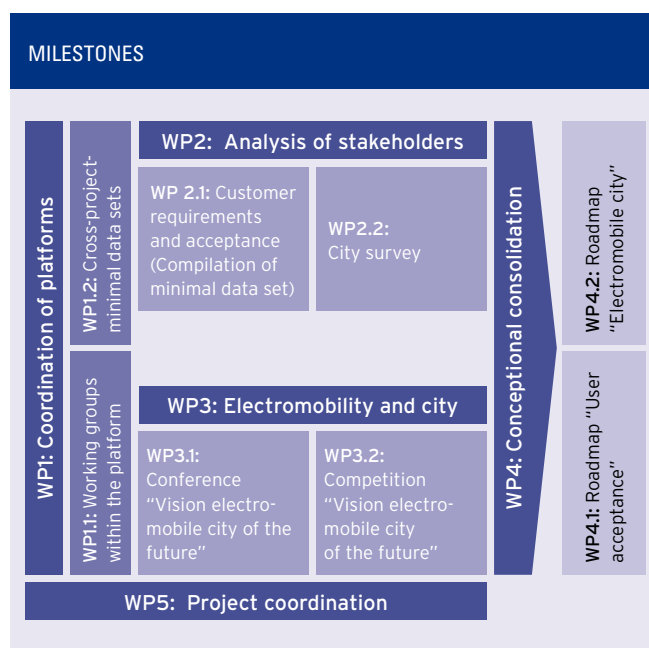 MILESTONES
WP1: Coordination of platforms
WP1.2: Cross-project-
minimal data sets
WP1.1: Working groups
within the platform
WP2: Analysis of stakeholders
WP 2.1: Customer
requirements
and acceptance
(Compilation of
minimal data set)
WP2.2:
City survey
WP3: Electromobility and city
WP3.1:
Conference
“Vision electro-
mobile city of the
future”
WP3.2:
Competition
“Vision electro-
mobile city
of the future”
WP4: Conceptional consolidation
WP4.2: Roadmap
“Electromobile city”
WP4.1: Roadmap “User
acceptance”
WP5: Project coordination